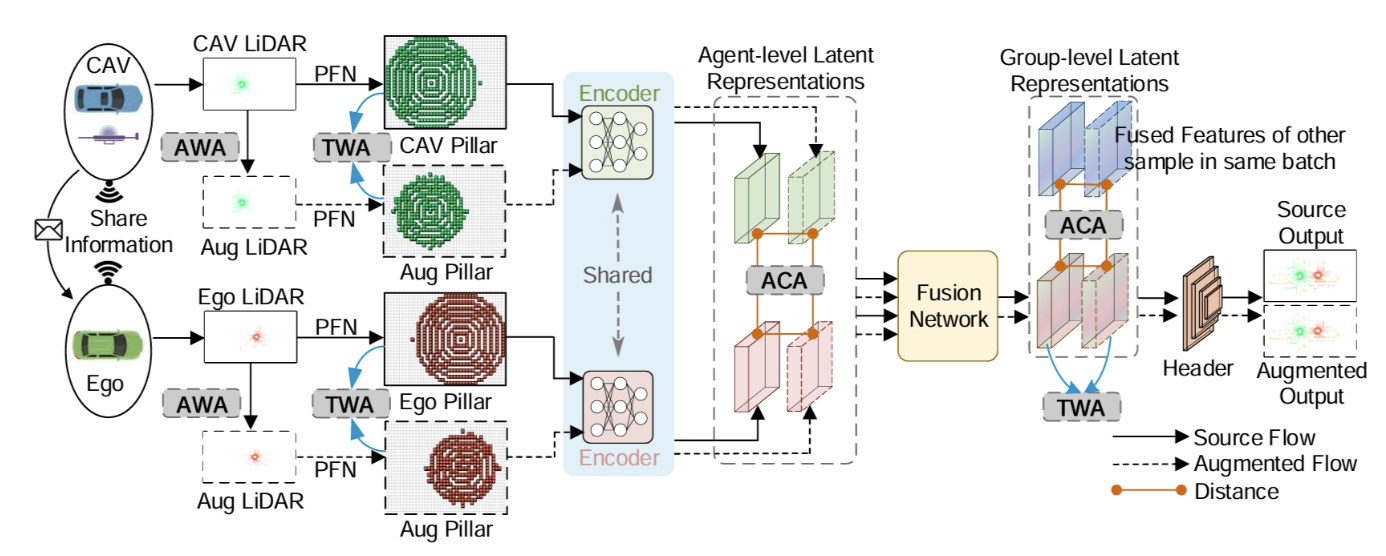 CAV
CAV LiDAR
AWA
Aug LiDAR
PFN
PFN
TWA
CAV Pillar
Aug Pillar
Share
Information
Ego
Ego LiDAR
AWA
Aug LiDAR
PFN
PFN
TWA
Ego Pillar
Aug Pillar
Encoder
Shared
Encoder
Agent-level Latent
Representations
ACA
Fusion
Network
Group-level Latent
Representations
Fused Features of other
sample in same batch
ACA
TWA
Header
Source
Output
Augmented
Output
Source Flow
Augmented Flow
Distance